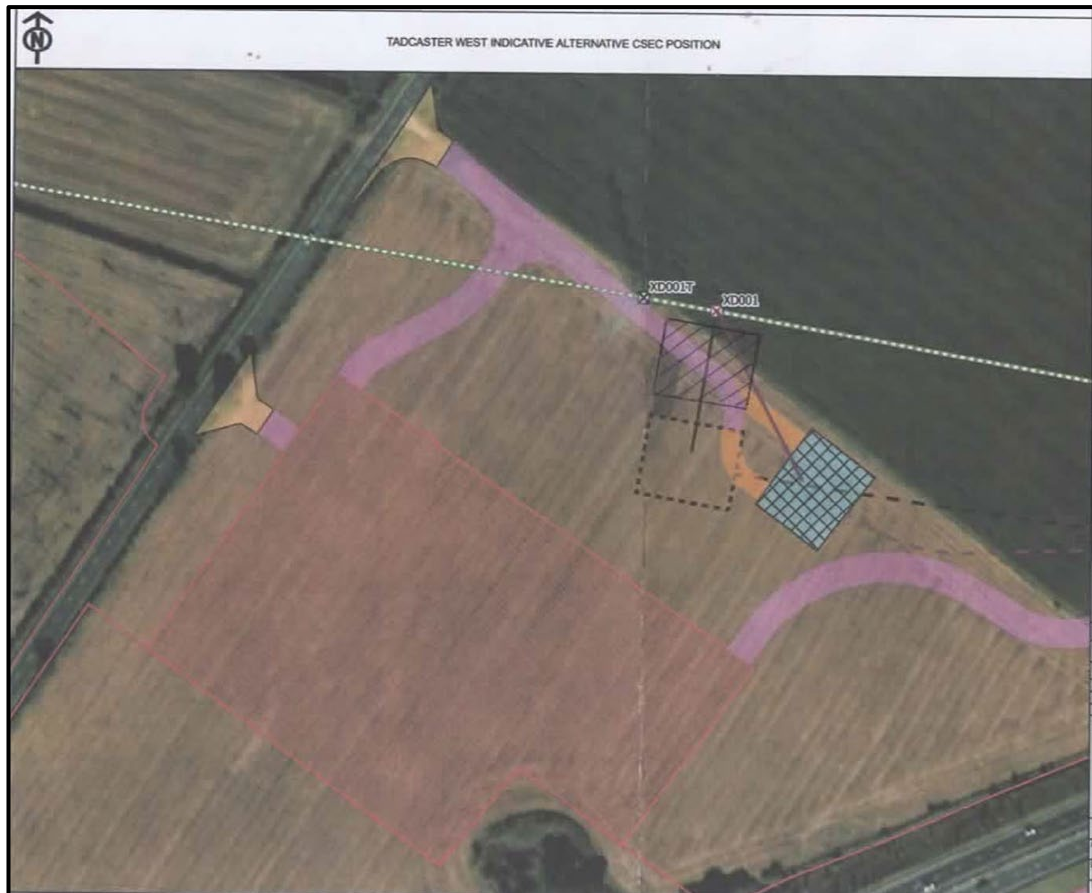 N
TADCASTER WEST INDICATIVE ALTERNATIVE CSEC POSITION
XD001T
XD001